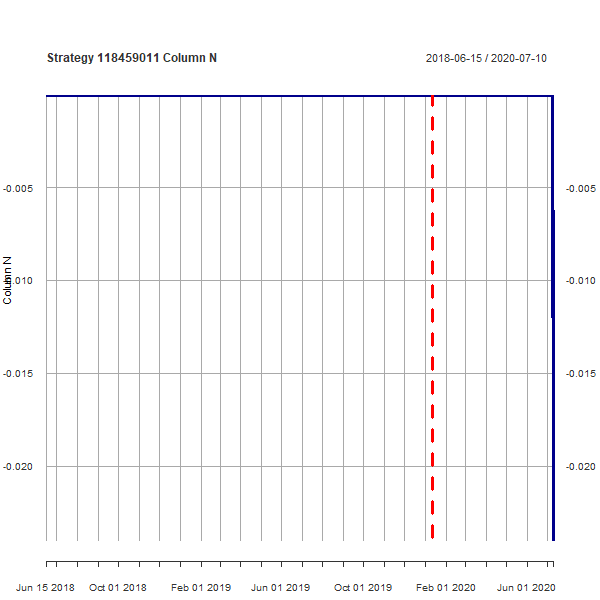 Strategy 118459011 Column N
2018-06-15 / 2020-07-10
-0.005
-0.005
Column N
-0.010
-0.010
-0.015
-0.015
-0.020
-0.020
Jun 15 2018
Oct 01 2018
Feb 01 2019
Jun 01 2019
Oct 01 2019
Feb 01 2020
Jun 01 2020